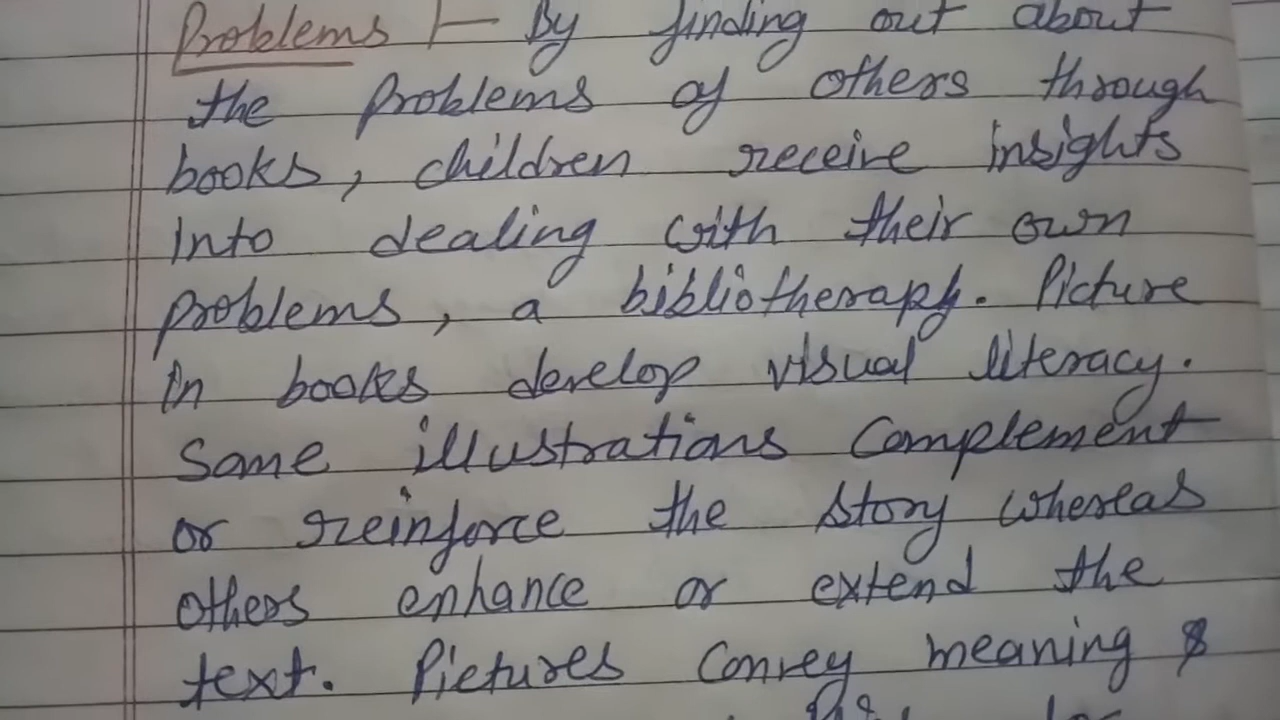 Problems :- By finding out about
the problems of others through
books, children receive insights
into dealing with their own
problems, a bibliotherapy. Picture
in books develop visual literacy.
Some illustrations complement
or reinforce the story whereas
others enhance or extend the
text. Pictures convey meaning &